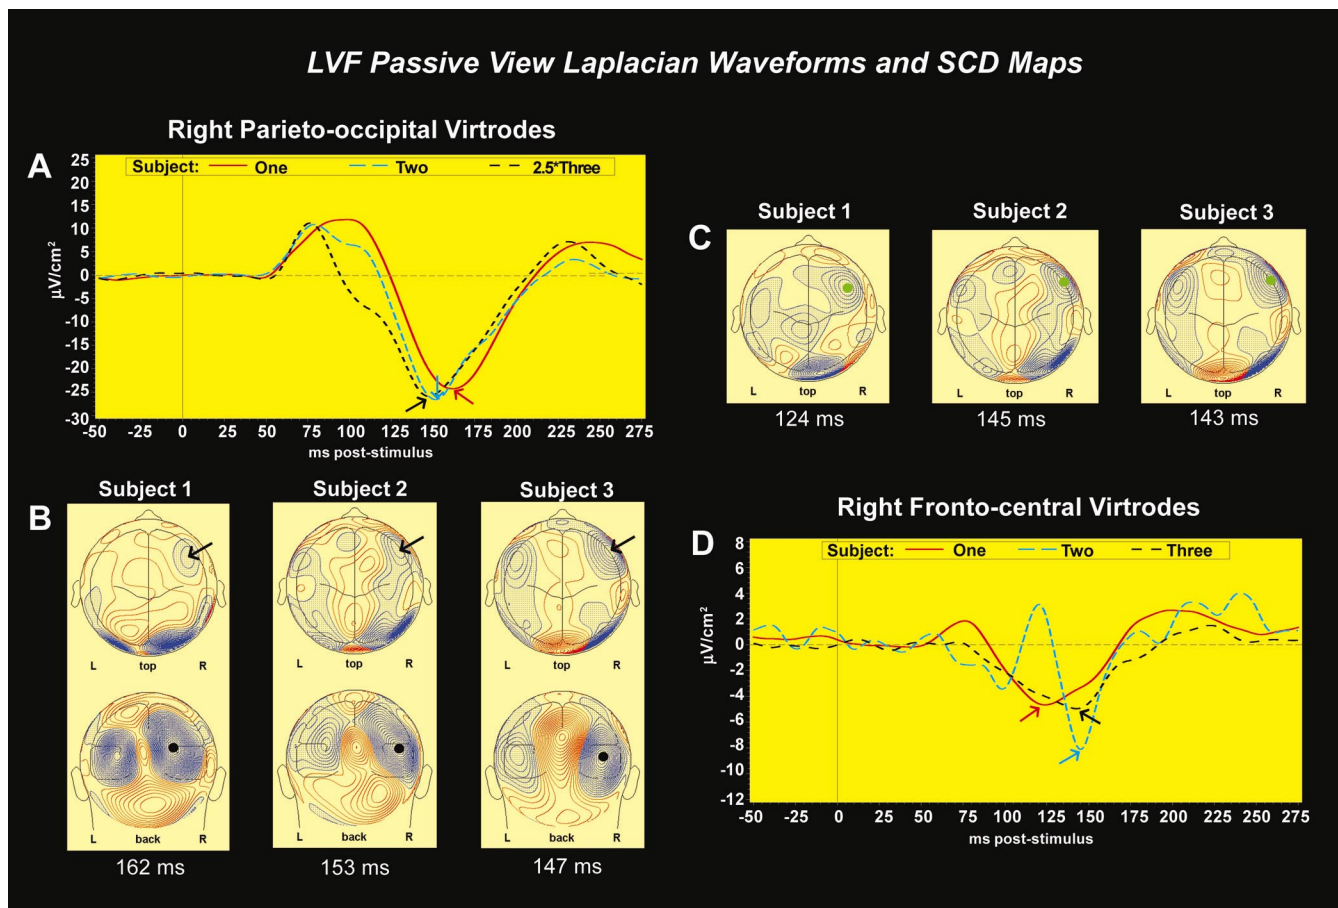 LVF Passive View Laplacian Waveforms and SCD Maps
Right Parieto-occipital Virtrodes
A
Subject: One Two 2.5*Three
25
20
15
10
5
0
-5
-10
-15
-20
-25
-30
µV/cm²
-50 -25 0 25 50 75 100 125 150 175 200 225 250 275
ms post-stimulus
C
Subject 1 Subject 2 Subject 3
L top R L top R L top R
124 ms 145 ms 143 ms
B
Subject 1 Subject 2 Subject 3
L top R L top R L top R
L back R L back R L back R
162 ms 153 ms 147 ms
Right Fronto-central Virtrodes
D
Subject: One Two Three
8
6
4
2
0
-2
-4
-6
-8
-10
-12
µV/cm²
-50 -25 0 25 50 75 100 125 150 175 200 225 250 275
ms post-stimulus